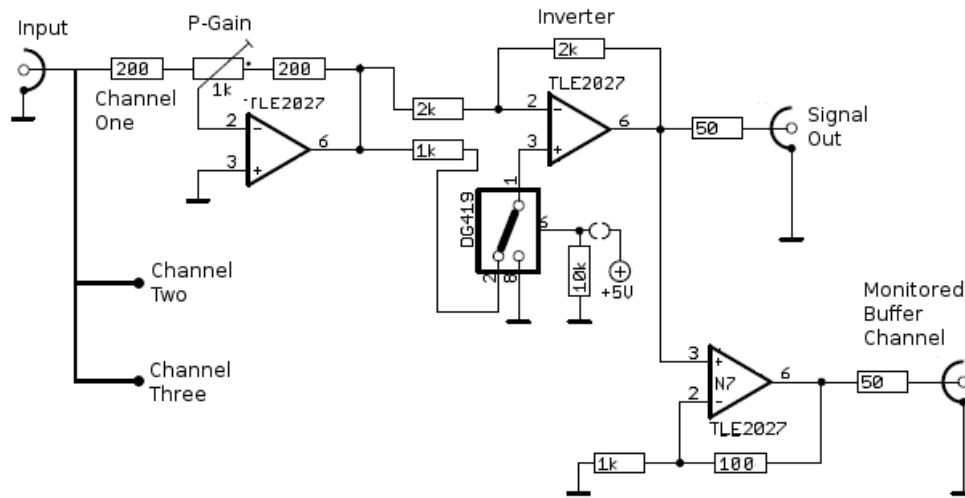 Input
P-Gain
Inverter
200
1k
200
2k
TLE2027
TLE2027
Channel
One
2
-
3
+
6
2k
1k
2
-
3
+
6
50
Signal
Out
1
DG419
2
8
6
10k
+5V
Channel
Two
Channel
Three
Monitored
Buffer
Channel
3
+
N7
2
-
6
TLE2027
50
1k
100